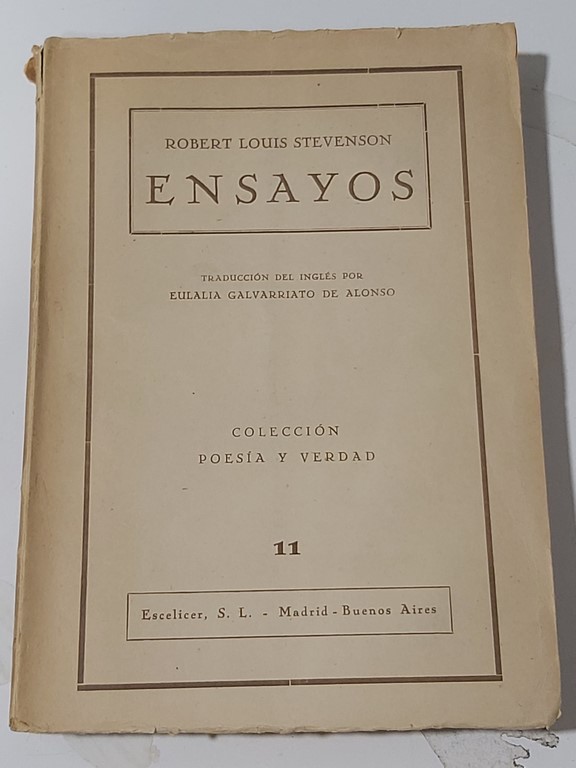 ROBERT LOUIS STEVENSON
ENSAYOS
TRADUCCIÓN DEL INGLÉS POR
EULALIA GALVARRIATO DE ALONSO
COLECCIÓN
POESÍA Y VERDAD
11
Escelicer, S. L. - Madrid - Buenos Aires